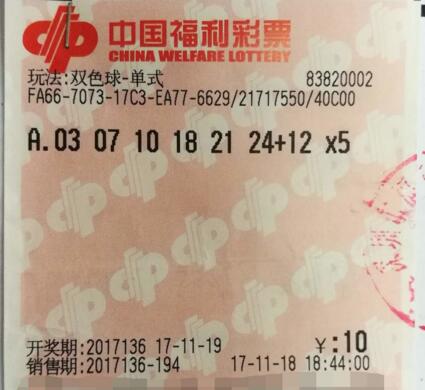 中国福利彩票
CHINA WELFARE LOTTERY
玩法:双色球-单式 83820002
FA66-7073-17C3-EA77-6629/21717550/40C00
A.03 07 10 18 21 24+12 x5
开奖期:2017136 17-11-19 ¥:10
销售期:2017136-194 17-11-18 18:44:00